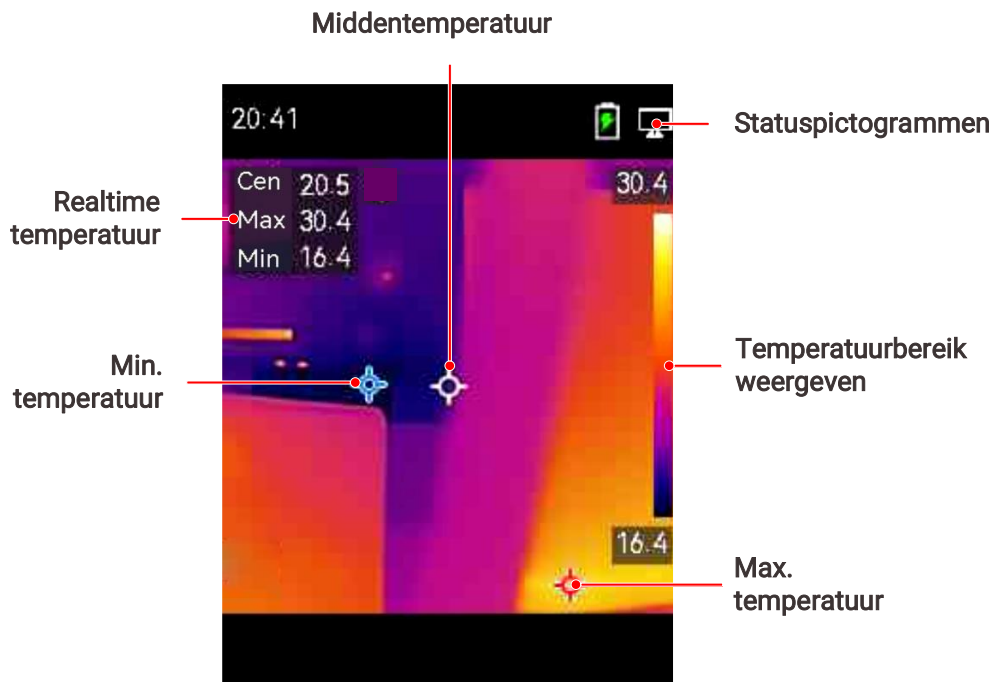 Middentemperatuur
20:41
Statuspictogrammen
Cen 20.5
30.4
Realtime
temperatuur
Max 30.4
Min 16.4
Min.
temperatuur
Temperatuurbereik
weergeven
16.4
Max.
temperatuur